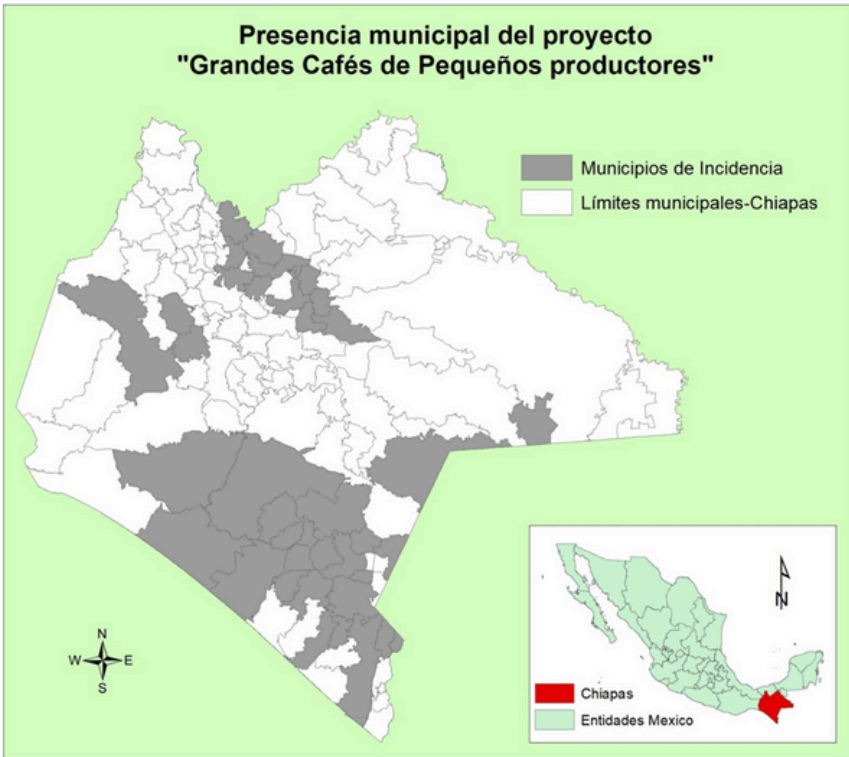 Presencia municipal del proyecto
"Grandes Cafés de Pequeños productores"
Municipios de Incidencia
Límites municipales-Chiapas
N
W
E
S
N
Chiapas
Entidades Mexico